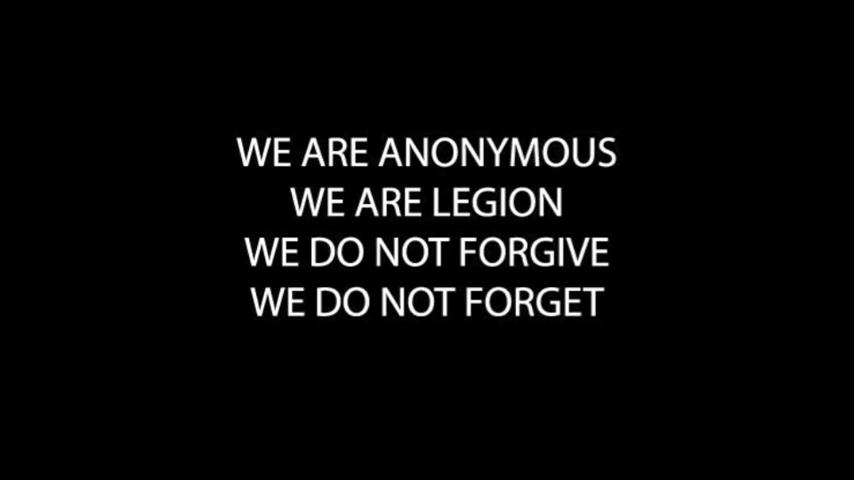 WE ARE ANONYMOUS
WE ARE LEGION
WE DO NOT FORGIVE
WE DO NOT FORGET